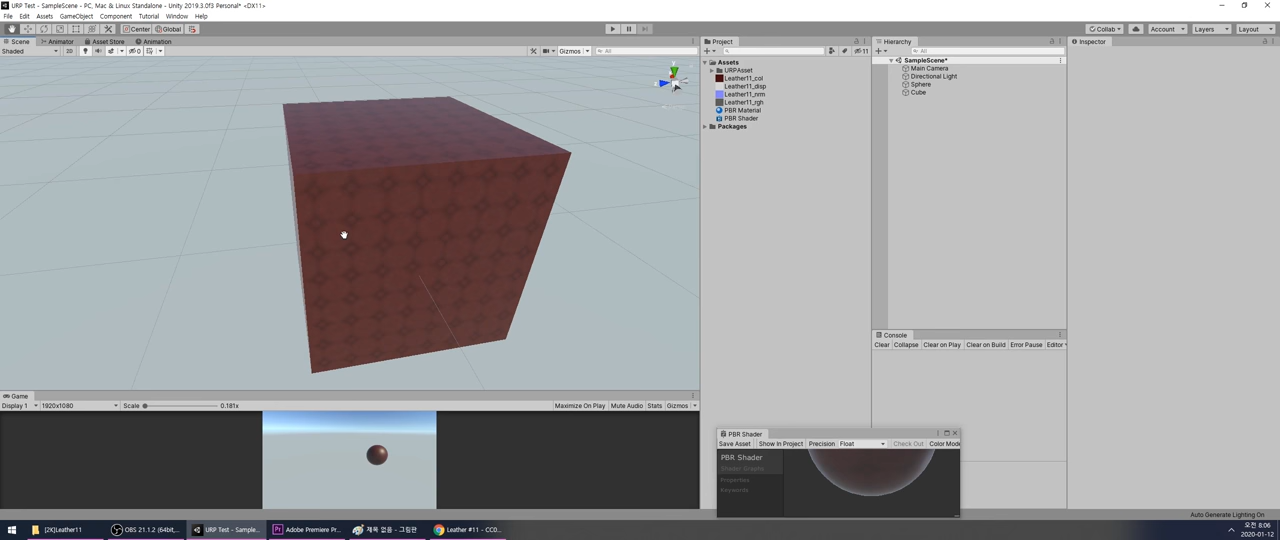 URP Test - SampleScene - PC, Mac & Linux Standalone - Unity 2019.3.0f3 Personal* <DX11>
File Edit Assets GameObject Component Tutorial Window Help
Center Global Collab Account Layers Layout
Scene Animator Asset Store Animation
Shaded 2D 0 Gizmos All
y
z
Project
11
Assets
URPAsset
Leather11_col
Leather11_disp
Leather11_nrm
Leather11_rgh
PBR Material
PBR Shader
Packages
Hierarchy
All
SampleScene*
Main Camera
Directional Light
Sphere
Cube
Inspector
Console
Clear Collapse Clear on Play Clear on Build Error Pause Editor
Game
Display 1 1920x1080 Scale 0.181x Maximize On Play Mute Audio Stats Gizmos
PBR Shader
Save Asset Show In Project Precision Float Check Out Color Mode
PBR Shader
Shader Graphs
Properties
Keywords
Auto Generate Lighting On
[2K]Leather11 OBS 21.1.2 (64bit,... URP Test - Sample... Adobe Premiere Pr... 제목 없음 - 그림판 Leather #11 - CC0...
오전 8:06
2020-01-12